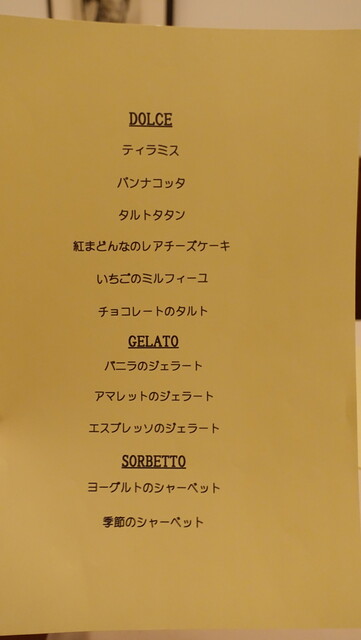 DOLCE
ティラミス
パンナコッタ
タルトタタン
紅まどんなのレアチーズケーキ
いちごのミルフィーユ
チョコレートのタルト
GELATO
バニラのジェラート
アマレットのジェラート
エスプレッソのジェラート
SORBETTO
ヨーグルトのシャーベット
季節のシャーベット